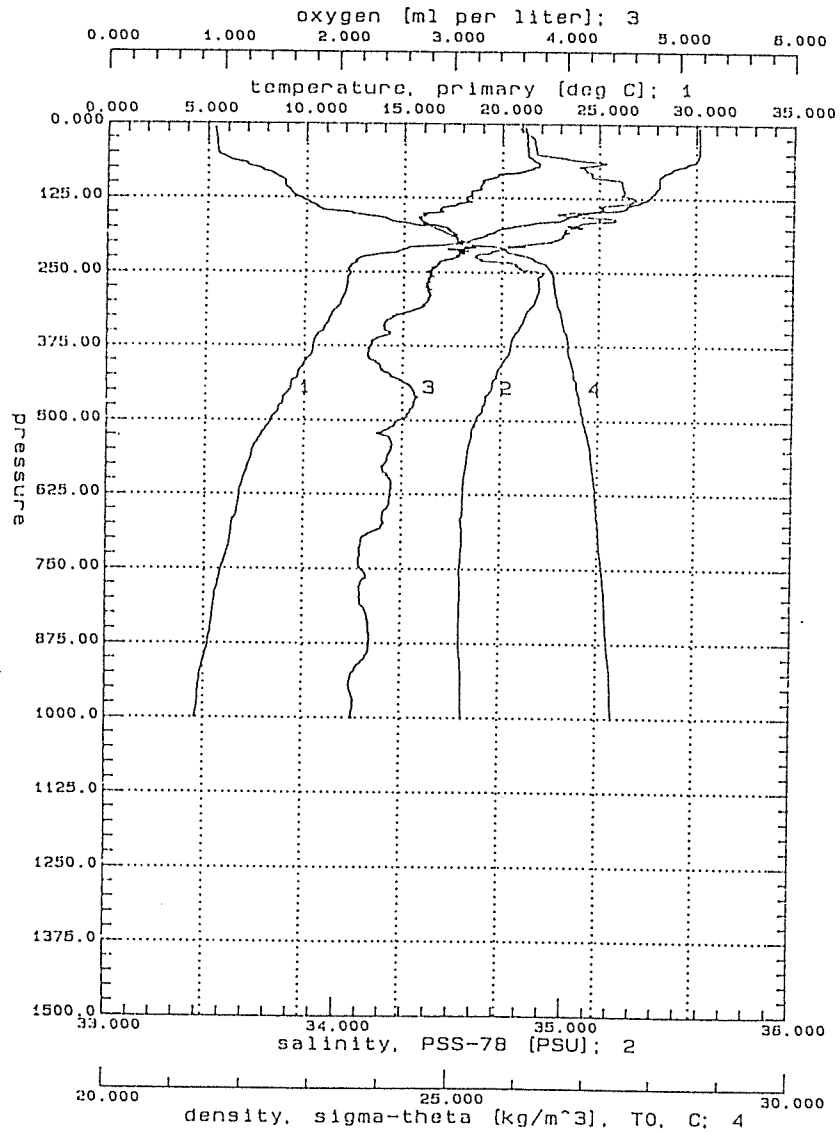 oxygen [ml per liter]; 3
0.000 1.000 2.000 3.000 4.000 5.000 6.000
temperature, primary [deg C]; 1
0.000 5.000 10.000 15.000 20.000 25.000 30.000 35.000
0.000
125.00
250.00
375.00
1 3 2 4
500.00
pressure
625.00
750.00
875.00
1000.0
1125.0
1250.0
1375.0
1500.0
33.000 34.000 35.000 36.000
salinity, PSS-78 [PSU]; 2
20.000 25.000 30.000
density, sigma-theta [kg/m^3], T0, C; 4